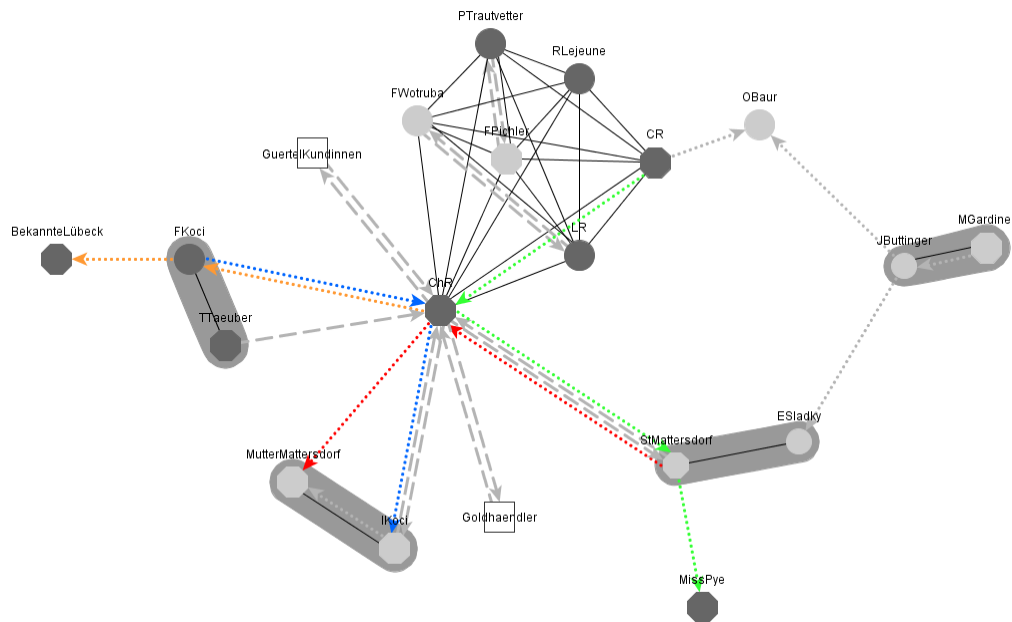 PTrautvetter
RLejeune
FWotruba
OBaur
FPichler
CR
GuertelKundinnen
MGardine
BekannteLübeck
FKoci
LR
JButtinger
ChR
TTaeuber
ESladky
StMattersdorf
MutterMattersdorf
IKoci
Goldhaendler
MissPye